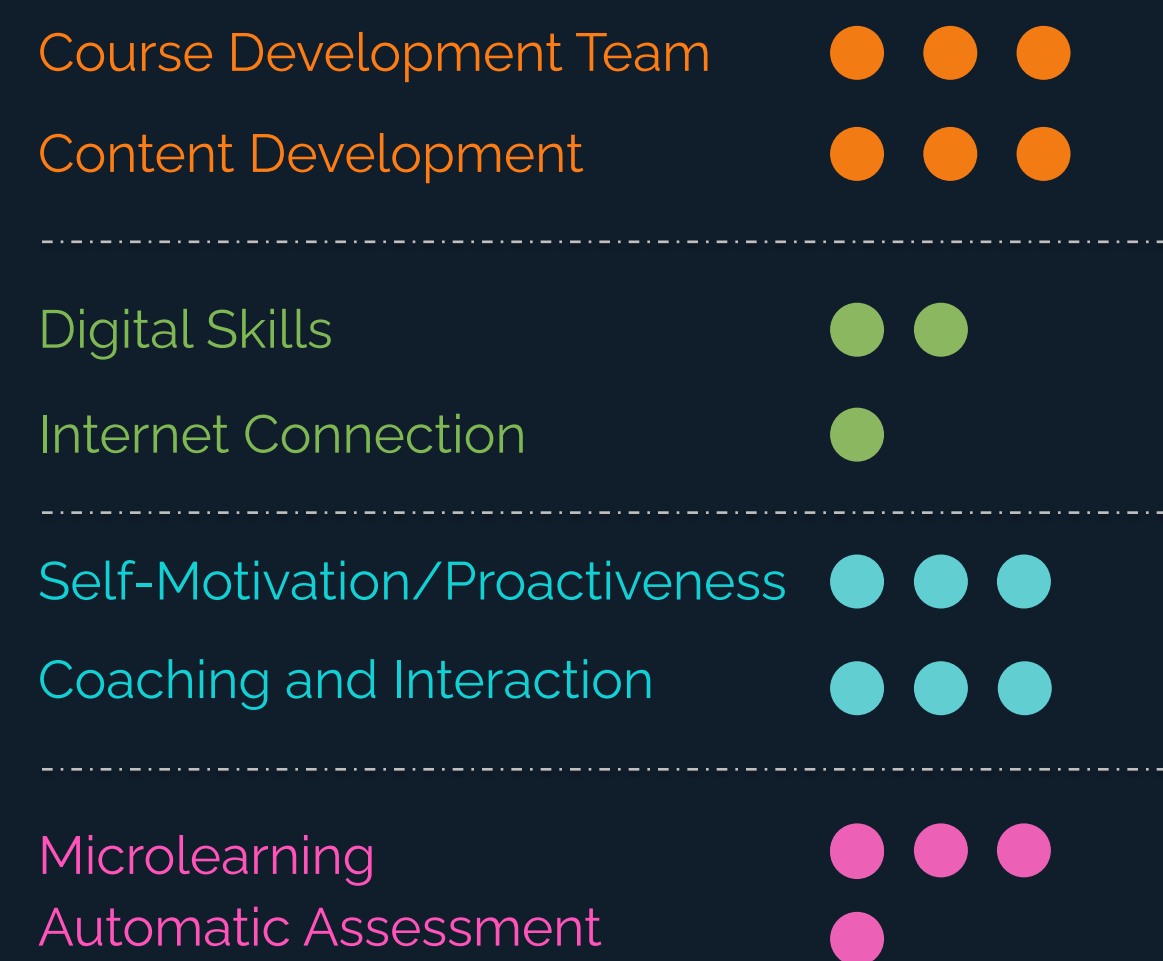 Course Development Team
Content Development
Digital Skills
Internet Connection
Self-Motivation/Proactiveness
Coaching and Interaction
Microlearning
Automatic Assessment